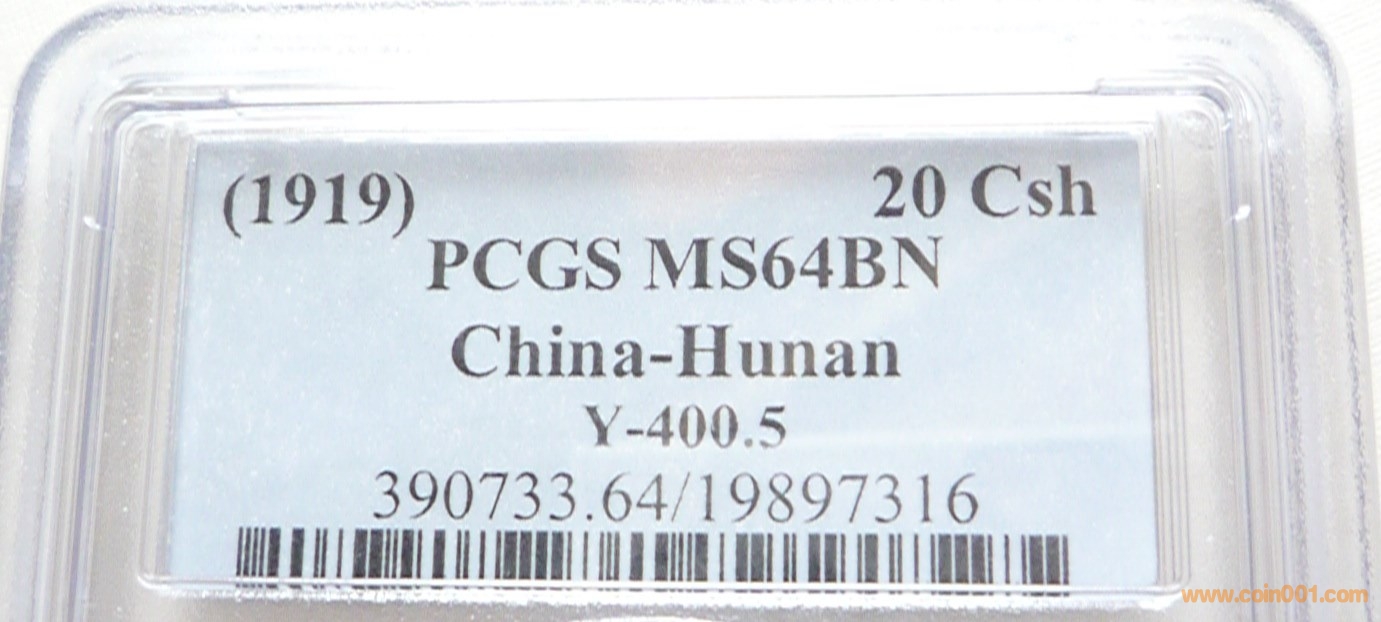 (1919) 20 Csh
PCGS MS64BN
China-Hunan
Y-400.5
390733.64/19897316
www.coin001.com